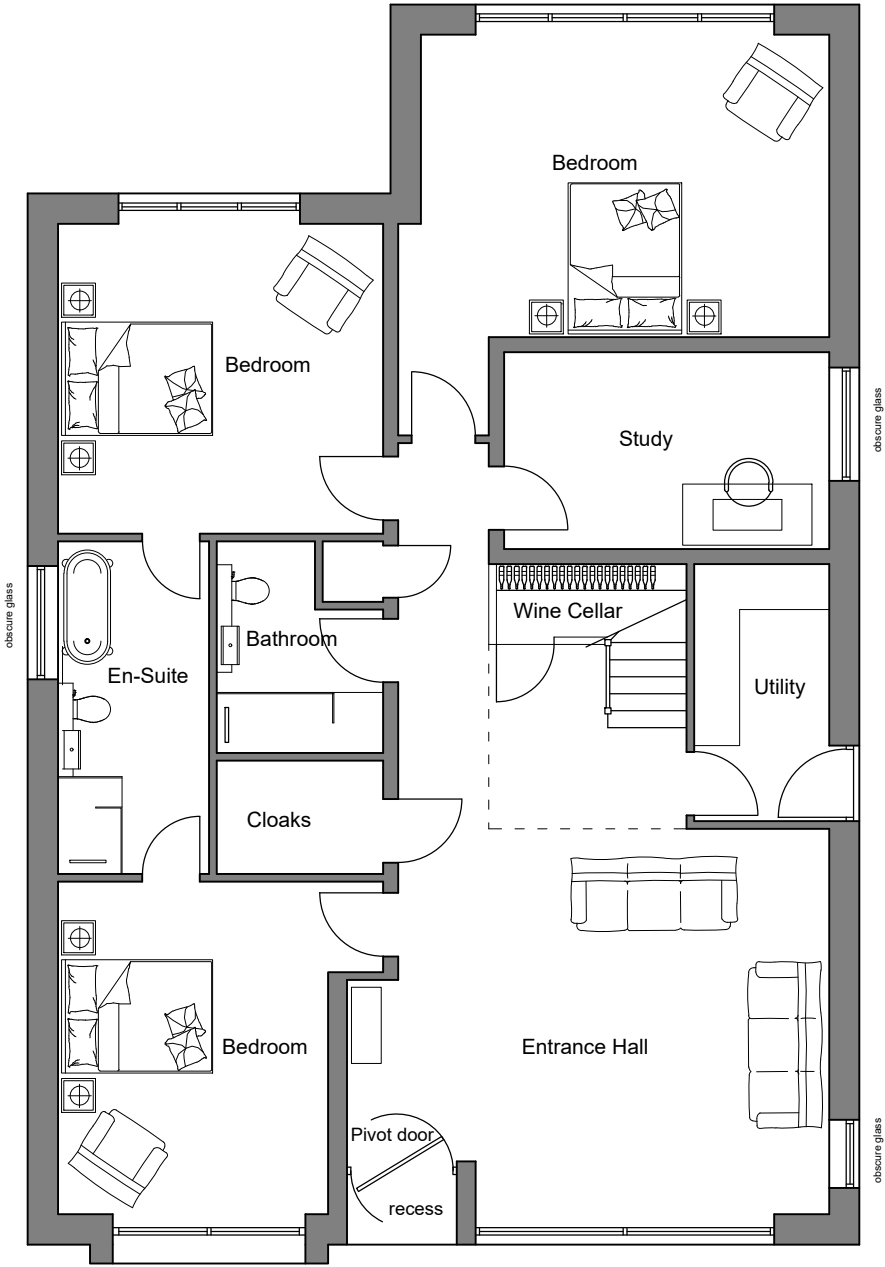 Bedroom
Bedroom
Study
obscure glass
Wine Cellar
obscure glass
Bathroom
En-Suite
Utility
Cloaks
Bedroom
Entrance Hall
Pivot door
obscure glass
recess